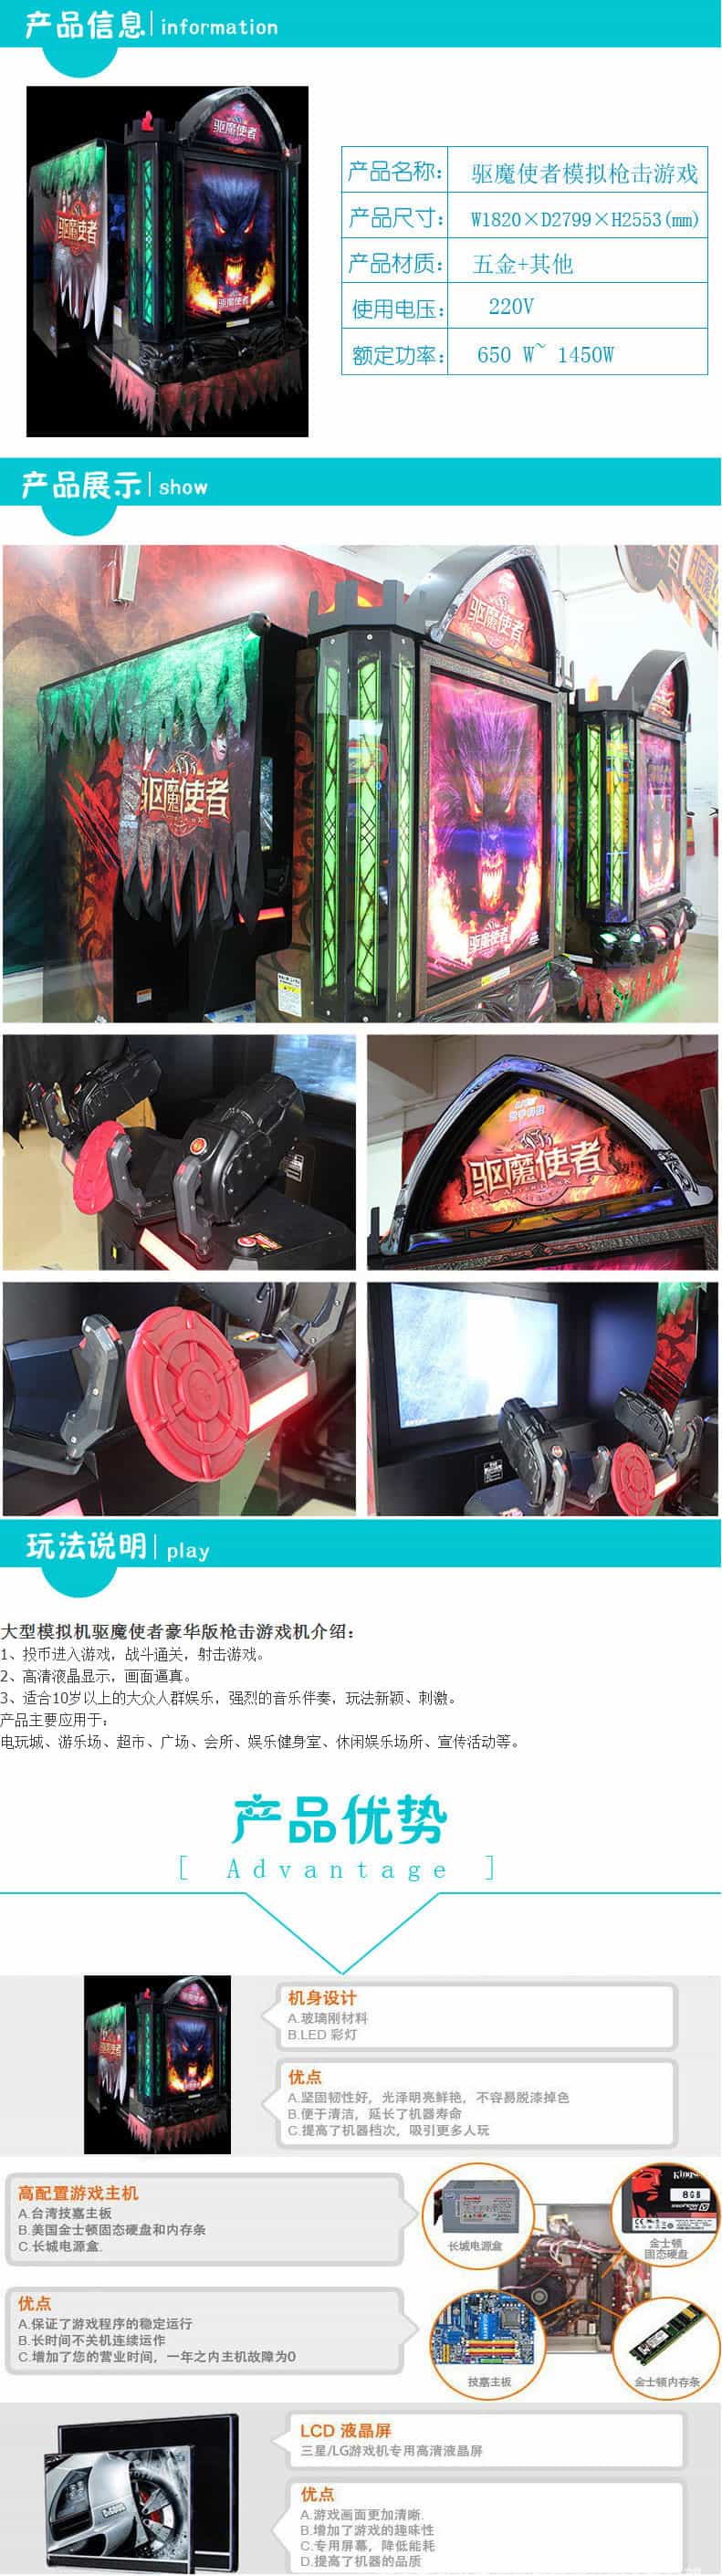 产品信息 | information
驱魔使者
驱魔使者
驱魔使者
产品名称: 驱魔使者模拟枪击游戏
产品尺寸: W1820×D2799×H2553(mm)
产品材质: 五金+其他
使用电压: 220V
额定功率: 650 W~ 1450W
产品展示 | show
驱魔使者
驱魔使者
驱魔使者
驱魔使者
玩法说明 | play
大型模拟机驱魔使者豪华版枪击游戏机介绍:
1、投币进入游戏，战斗通关，射击游戏。
2、高清液晶显示，画面逼真。
3、适合10岁以上的大众人群娱乐，强烈的音乐伴奏，玩法新颖、刺激。
产品主要应用于:
电玩城、游乐场、超市、广场、会所、娱乐健身室、休闲娱乐场所、宣传活动等。
产品优势
[ Advantage ]
机身设计
A.玻璃刚材料
B.LED 彩灯
优点
A.坚固韧性好，光泽明亮鲜艳，不容易脱漆掉色
B.便于清洁，延长了机器寿命
C.提高了机器档次，吸引更多人玩
高配置游戏主机
A.台湾技嘉主板
B.美国金士顿固态硬盘和内存条
C.长城电源盒.
优点
A.保证了游戏程序的稳定运行
B.长时间不关机连续运作
C.增加了您的营业时间，一年之内主机故障为0
长城电源盒
8GB
金士顿
固态硬盘
技嘉主板
金士顿内存条
LCD 液晶屏
三星/LG游戏机专用高清液晶屏
优点
A.游戏画面更加清晰.
B.增加了游戏的趣味性
C.专用屏幕，降低能耗
D.提高了机器的品质